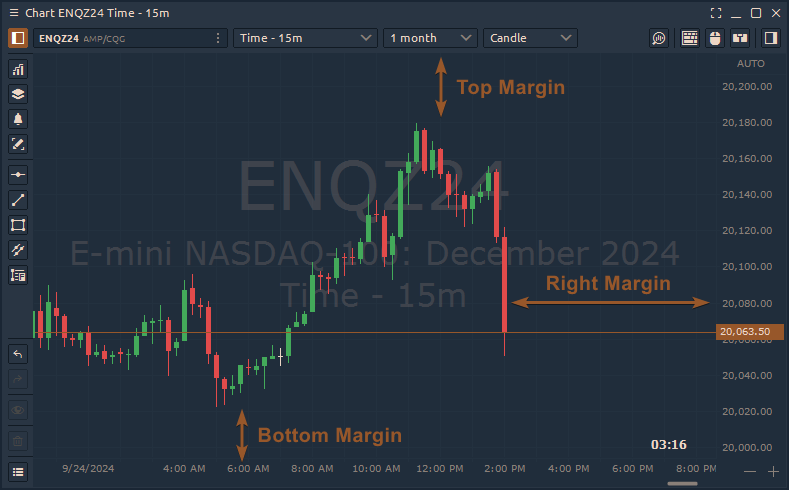 Chart ENQZ24 Time - 15m
ENQZ24 AMP/CQG Time - 15m 1 month Candle
AUTO
Top Margin
20,200.00
20,180.00
20,160.00
ENQZ24
20,140.00
20,120.00
E-mini NASDAQ-100: December 2024
20,100.00
Right Margin
Time - 15m
20,080.00
20,063.50
20,060.00
20,040.00
20,020.00
Bottom Margin
03:16
20,000.00
9/24/2024 4:00 AM 6:00 AM 8:00 AM 10:00 AM 12:00 PM 2:00 PM 4:00 PM 6:00 PM 8:00 PM